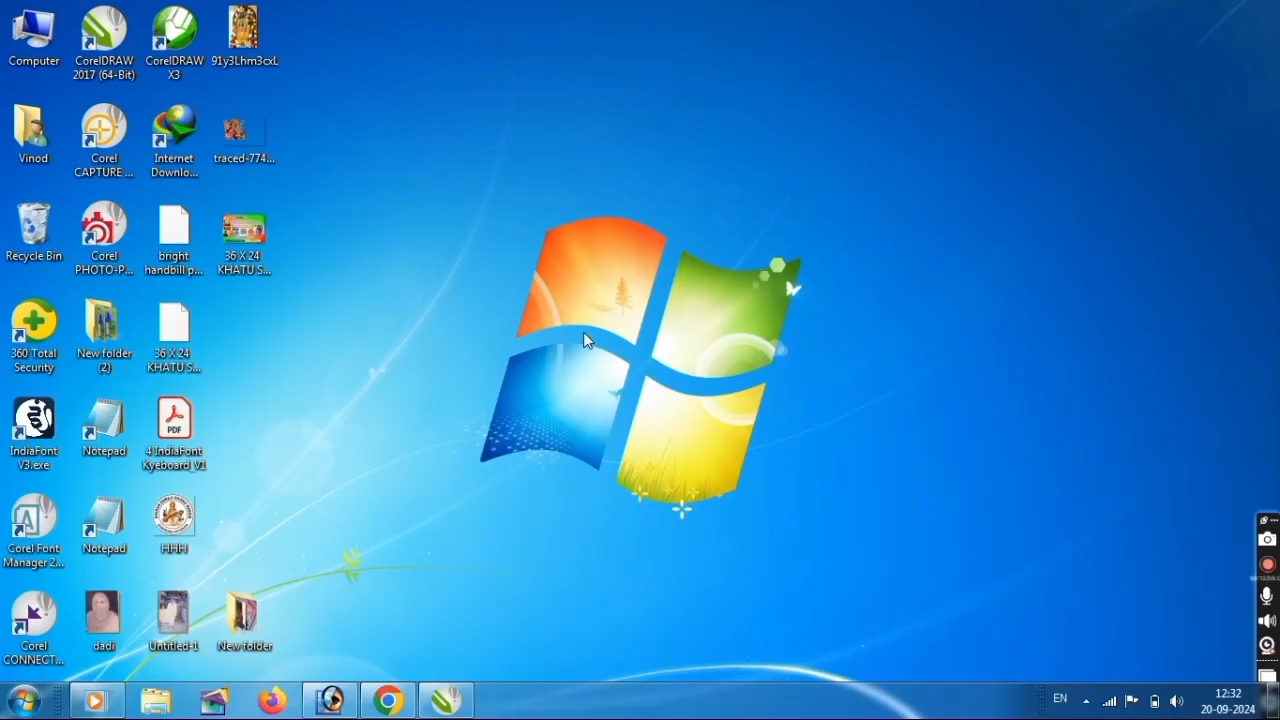 Computer
CorelDRAW
2017 (64-Bit)
CorelDRAW
X3
91y3Lhm3cxL
Vinod
Corel
CAPTURE ...
Internet
Downlo...
traced-774...
Recycle Bin
Corel
PHOTO-P...
bright
handbill p...
36 X 24
KHATU S...
360 Total
Security
New folder
(2)
36 X 24
KHATU S...
IndiaFont
V3.exe
Notepad
PDF
4 IndiaFont
Kyeboard_V1
Corel Font
Manager 2...
Notepad
HHH
Corel
CONNECT...
dadi
Untitled-1
New folder
EN
12:32
20-09-2024